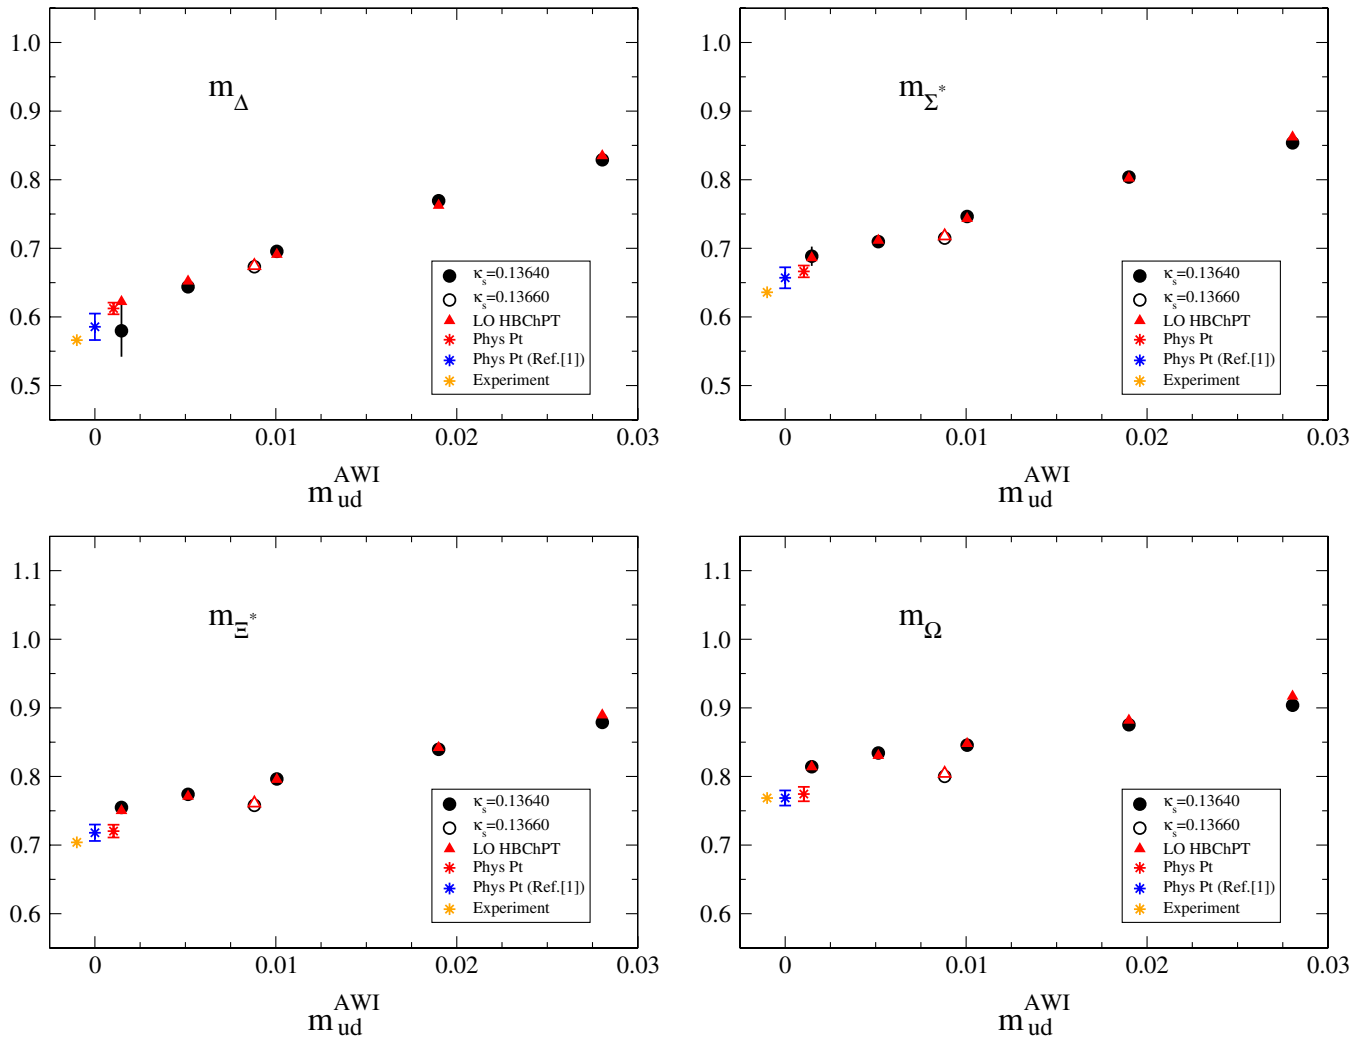 1.0
0.9
0.8
0.7
0.6
0.5
m_Δ
κ_s=0.13640
κ_s=0.13660
LO HBChPT
Phys Pt
Phys Pt (Ref.[1])
Experiment
0 0.01 0.02 0.03
m_ud^AWI
1.0
0.9
0.8
0.7
0.6
0.5
m_Σ*
κ_s=0.13640
κ_s=0.13660
LO HBChPT
Phys Pt
Phys Pt (Ref.[1])
Experiment
0 0.01 0.02 0.03
m_ud^AWI
1.1
1.0
0.9
0.8
0.7
0.6
m_Ξ*
κ_s=0.13640
κ_s=0.13660
LO HBChPT
Phys Pt
Phys Pt (Ref.[1])
Experiment
0 0.01 0.02 0.03
m_ud^AWI
1.1
1.0
0.9
0.8
0.7
0.6
m_Ω
κ_s=0.13640
κ_s=0.13660
LO HBChPT
Phys Pt
Phys Pt (Ref.[1])
Experiment
0 0.01 0.02 0.03
m_ud^AWI